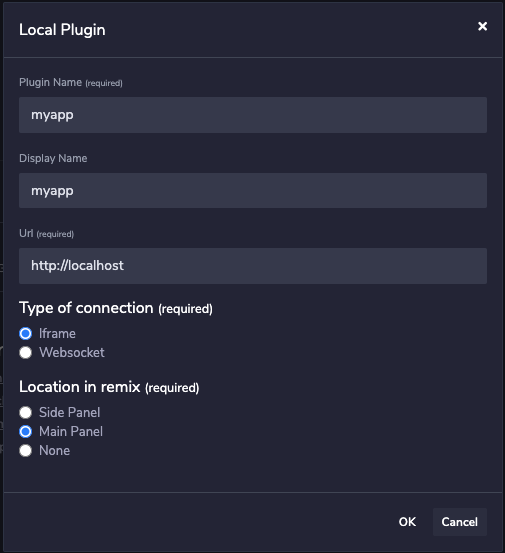 Local Plugin
Plugin Name (required)
myapp
Display Name
myapp
Url (required)
http://localhost
Type of connection (required)
Iframe
Websocket
Location in remix (required)
Side Panel
Main Panel
None
OK
Cancel